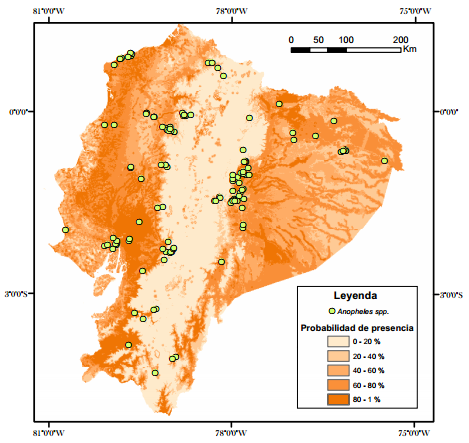 81°0'0"W 78°0'0"W 75°0'0"W
0 50 100 200
Km
0°0'0" 0°0'0"
3°0'0"S 3°0'0"S
Leyenda
Anopheles spp.
Probabilidad de presencia
0 - 20 %
20 - 40 %
40 - 60 %
60 - 80 %
80 - 1 %
81°0'0"W 78°0'0"W 75°0'0"W